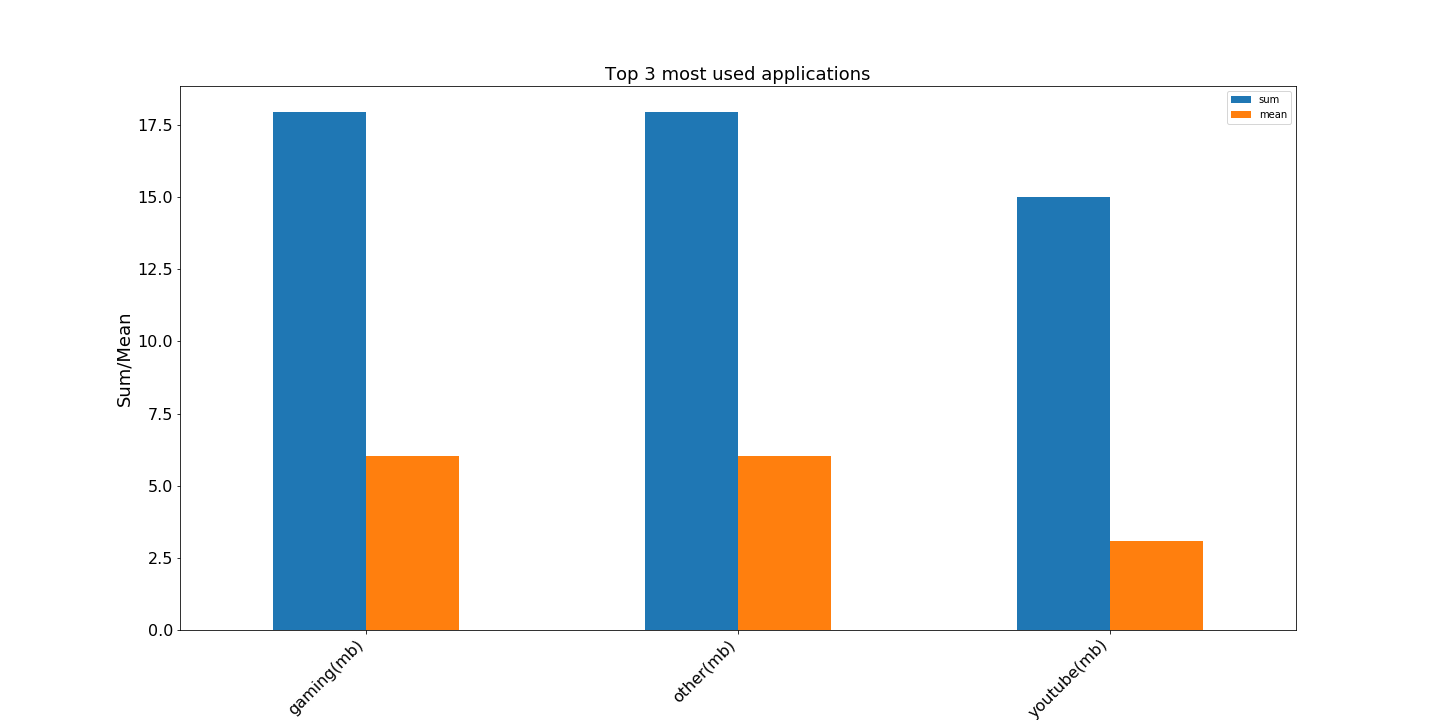 Top 3 most used applications
sum
mean
17.5
15.0
12.5
10.0
7.5
5.0
2.5
0.0
Sum/Mean
gaming(mb)
other(mb)
youtube(mb)